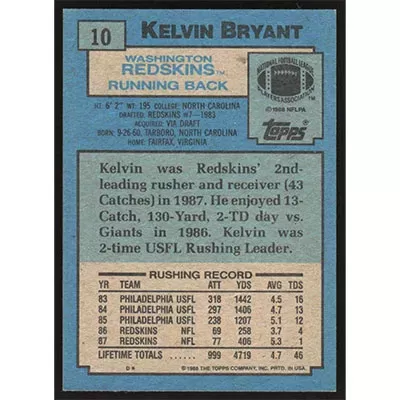 10 KELVIN BRYANT
WASHINGTON
REDSKINS™
RUNNING BACK
NATIONAL FOOTBALL LEAGUE
PLAYERS ASSOCIATION
© 1988 NFLPA
TOPPS
HT: 6' 2" WT: 195 COLLEGE: NORTH CAROLINA
DRAFTED: REDSKINS #7–1983
ACQUIRED: VIA DRAFT
BORN: 9-26-60, TARBORO, NORTH CAROLINA
HOME: FAIRFAX, VIRGINIA
Kelvin was Redskins' 2nd-
leading rusher and receiver (43
Catches) in 1987. He enjoyed 13-
Catch, 130-Yard, 2-TD day vs.
Giants in 1986. Kelvin was
2-time USFL Rushing Leader.
RUSHING RECORD
YR TEAM ATT YDS AVG TDS
83 PHILADELPHIA USFL 318 1442 4.5 16
84 PHILADELPHIA USFL 297 1406 4.7 13
85 PHILADELPHIA USFL 238 1207 5.1 12
86 REDSKINS NFL 69 258 3.7 4
87 REDSKINS NFL 77 406 5.3 1
LIFETIME TOTALS ...... 999 4719 4.7 46
D* © 1988 THE TOPPS COMPANY, INC. PRTD. IN U.S.A.